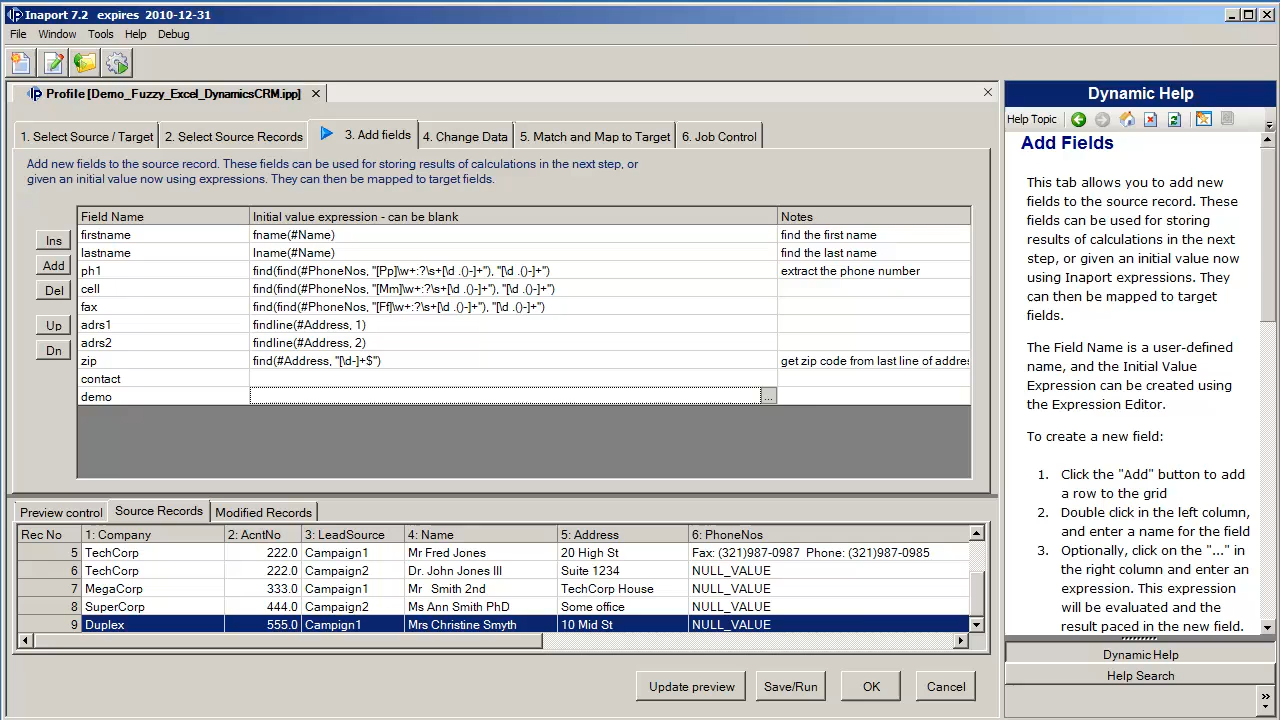 Inaport 7.2 expires 2010-12-31
File Window Tools Help Debug
Profile [Demo_Fuzzy_Excel_DynamicsCRM.ipp]
Dynamic Help
Help Topic
1. Select Source / Target 2. Select Source Records 3. Add fields 4. Change Data 5. Match and Map to Target 6. Job Control
Add new fields to the source record. These fields can be used for storing results of calculations in the next step, or
given an initial value now using expressions. They can then be mapped to target fields.
Field Name Initial value expression - can be blank Notes
firstname fname(#Name) find the first name
lastname lname(#Name) find the last name
ph1 find(find(#PhoneNos, "[Pp]\w+:?\s+[\d .()-]+"), "[\d .()-]+") extract the phone number
cell find(find(#PhoneNos, "[Mm]\w+:?\s+[\d .()-]+"), "[\d .()-]+")
fax find(find(#PhoneNos, "[Ff]\w+:?\s+[\d .()-]+"), "[\d .()-]+")
adrs1 findline(#Address, 1)
adrs2 findline(#Address, 2)
zip find(#Address, "[\d-]+$") get zip code from last line of addres
contact
demo ...
Ins
Add
Del
Up
Dn
Preview control Source Records Modified Records
Rec No 1: Company 2: AcntNo 3: LeadSource 4: Name 5: Address 6: PhoneNos
5 TechCorp 222.0 Campaign1 Mr Fred Jones 20 High St Fax: (321)987-0987 Phone: (321)987-0985
6 TechCorp 222.0 Campaign2 Dr. John Jones III Suite 1234 NULL_VALUE
7 MegaCorp 333.0 Campaign1 Mr Smith 2nd TechCorp House NULL_VALUE
8 SuperCorp 444.0 Campaign2 Ms Ann Smith PhD Some office NULL_VALUE
9 Duplex 555.0 Campign1 Mrs Christine Smyth 10 Mid St NULL_VALUE
Update preview Save/Run OK Cancel
Add Fields
This tab allows you to add new
fields to the source record. These
fields can be used for storing
results of calculations in the next
step, or given an initial value now
using Inaport expressions. They
can then be mapped to target
fields.
The Field Name is a user-defined
name, and the Initial Value
Expression can be created using
the Expression Editor.
To create a new field:
1. Click the "Add" button to add
a row to the grid
2. Double click in the left column,
and enter a name for the field
3. Optionally, click on the "..." in
the right column and enter an
expression. This expression
will be evaluated and the
result paced in the new field.
Dynamic Help
Help Search